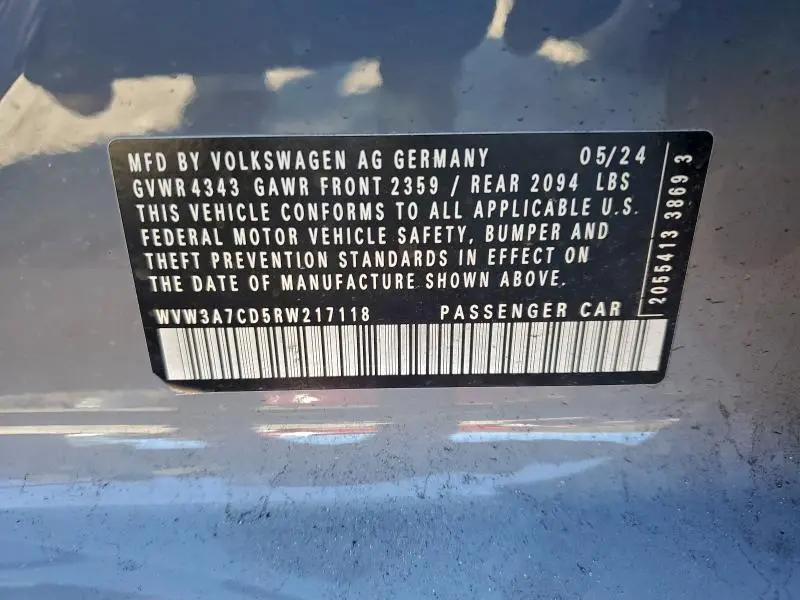 MFD BY VOLKSWAGEN AG GERMANY 05/24
GVWR 4343 GAWR FRONT 2359 / REAR 2094 LBS
THIS VEHICLE CONFORMS TO ALL APPLICABLE U.S.
FEDERAL MOTOR VEHICLE SAFETY, BUMPER AND
THEFT PREVENTION STANDARDS IN EFFECT ON
THE DATE OF MANUFACTURE SHOWN ABOVE.
WVW3A7CD5RW217118 PASSENGER CAR
2055413 3869 3